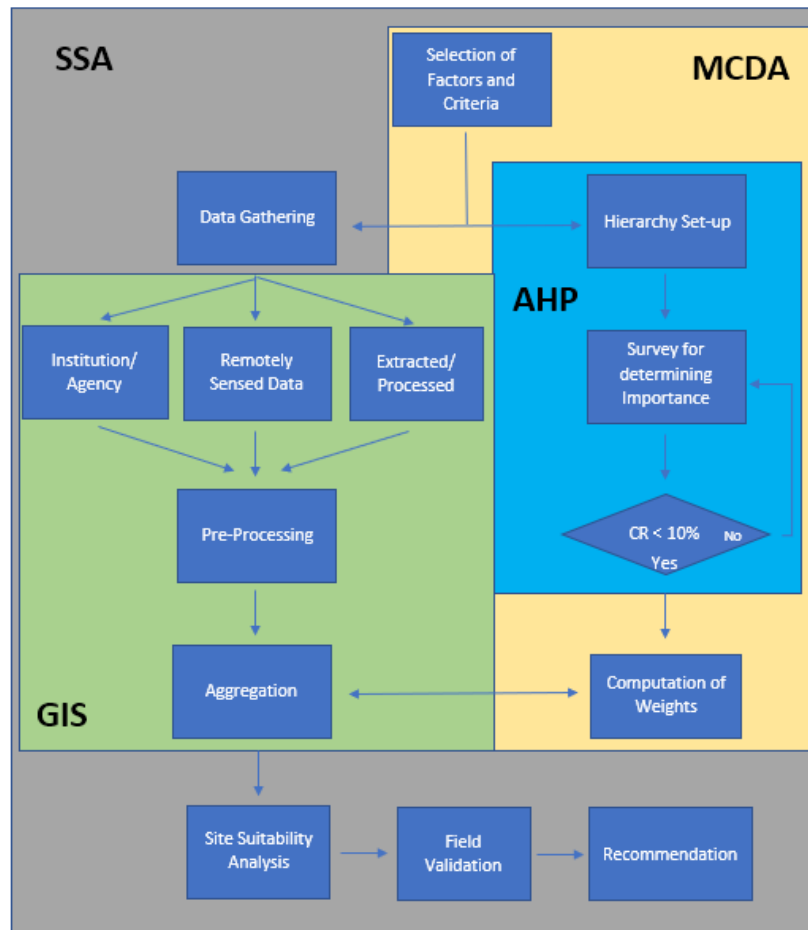 SSA
Selection of
Factors and
Criteria
MCDA
Data Gathering
Hierarchy Set-up
AHP
Institution/
Agency
Remotely
Sensed Data
Extracted/
Processed
Survey for
determining
Importance
Pre-Processing
CR < 10%
No
Yes
Aggregation
Computation of
Weights
GIS
Site Suitability
Analysis
Field
Validation
Recommendation